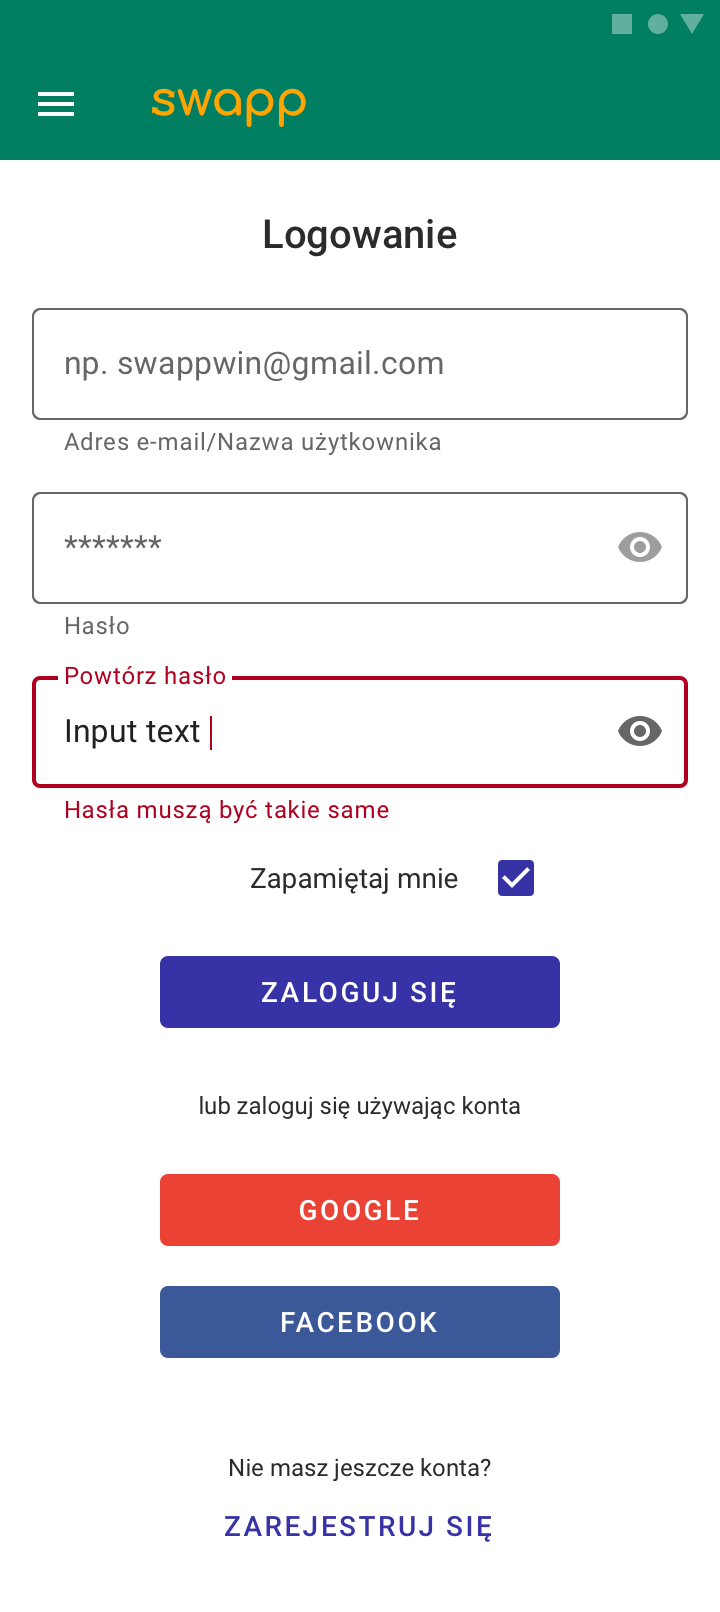 swapp
Logowanie
np. swappwin@gmail.com
Adres e-mail/Nazwa użytkownika
*******
Hasło
Powtórz hasło
Input text
Hasła muszą być takie same
Zapamiętaj mnie
ZALOGUJ SIĘ
lub zaloguj się używając konta
GOOGLE
FACEBOOK
Nie masz jeszcze konta?
ZAREJESTRUJ SIĘ